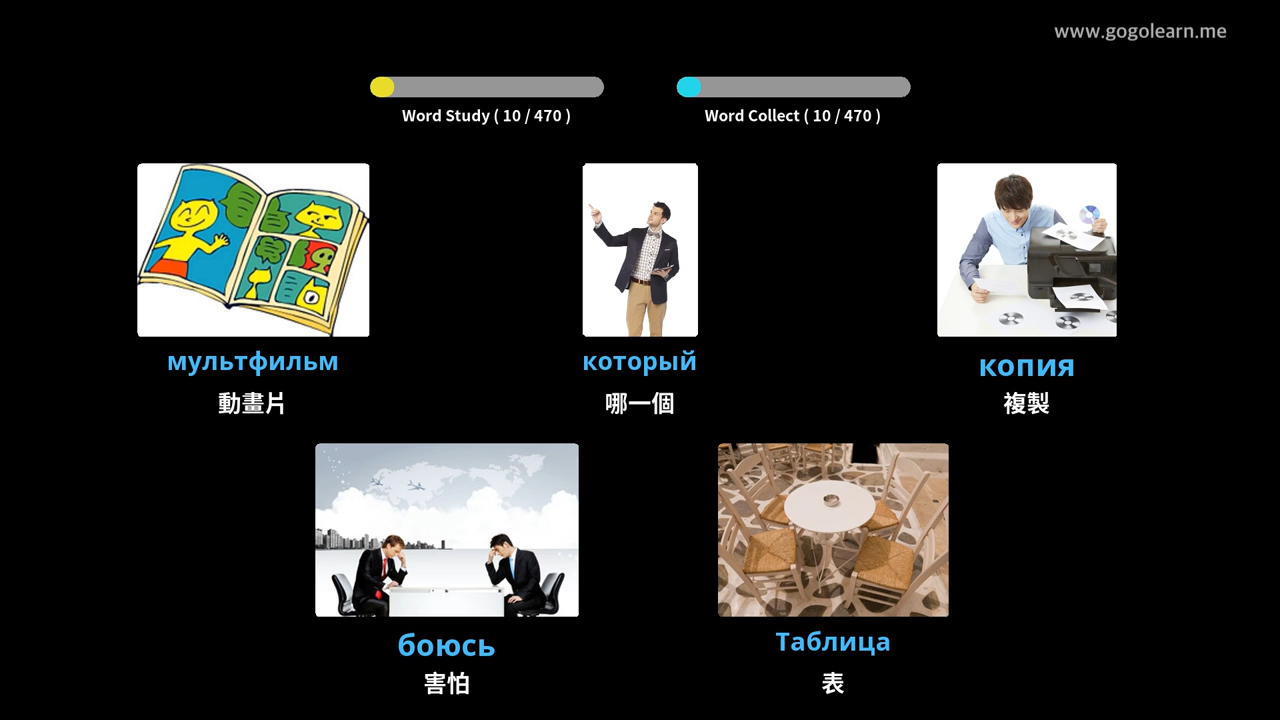 www.gogolearn.me
Word Study ( 10 / 470 )
Word Collect ( 10 / 470 )
мультфильм
который
копия
動畫片
哪一個
複製
боюсь
Таблица
害怕
表